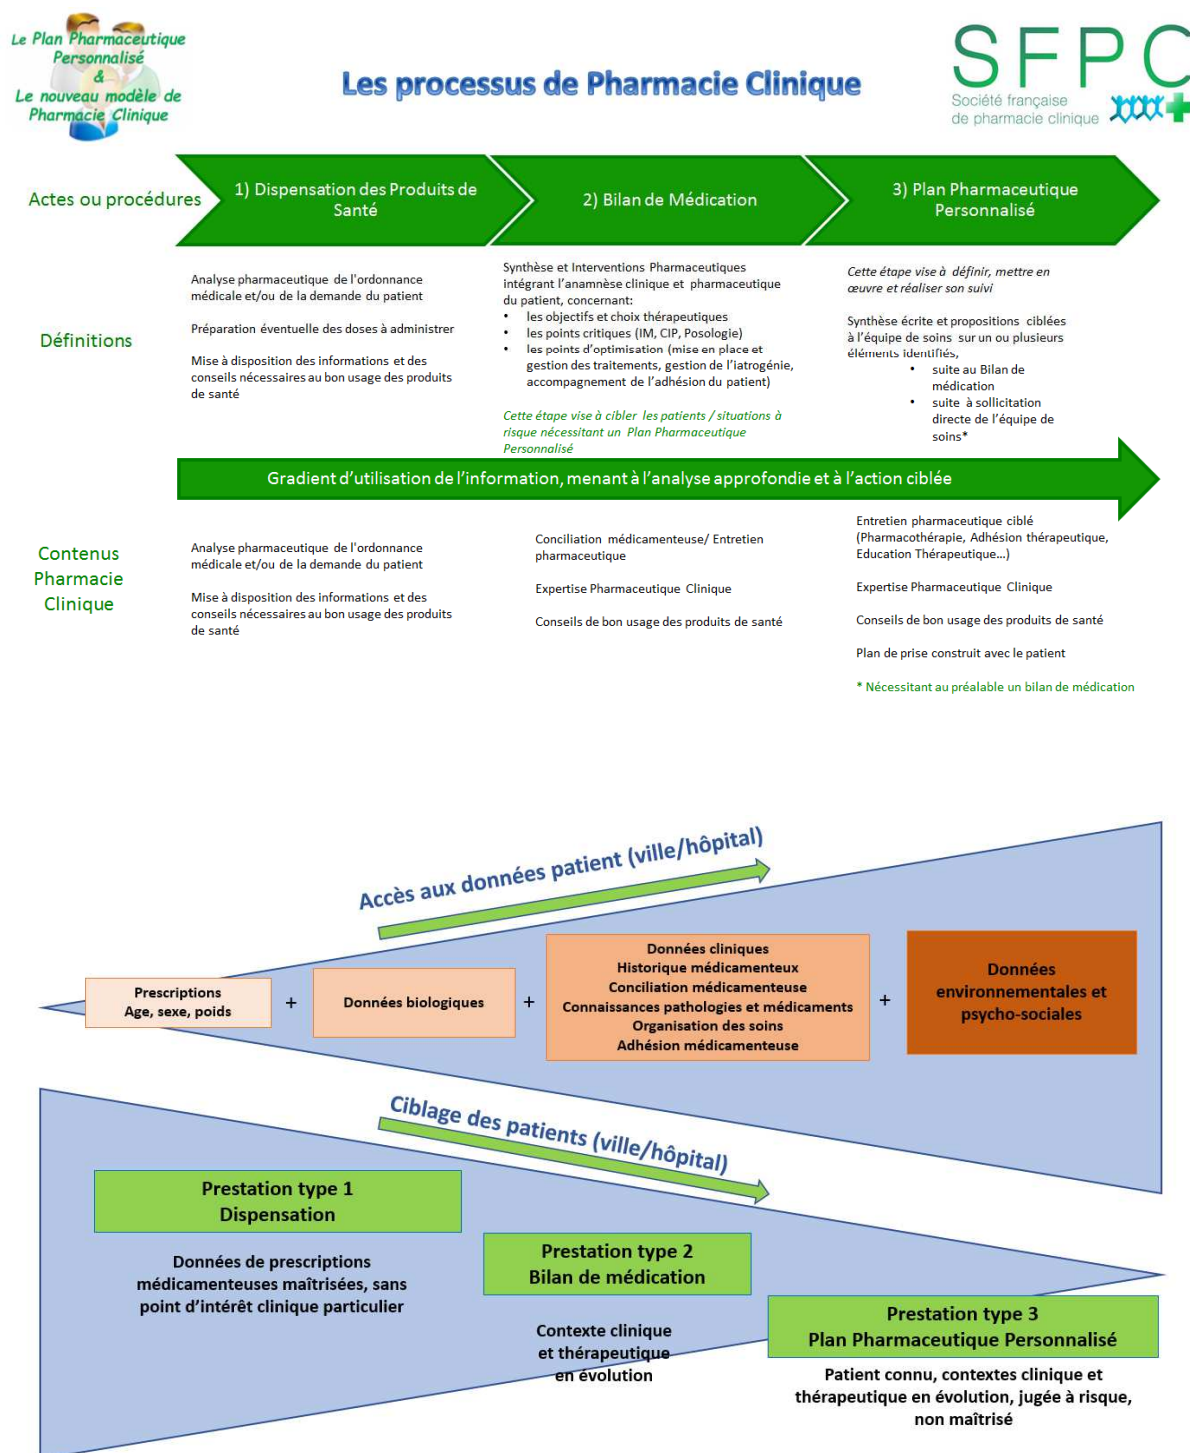 Le Plan Pharmaceutique
Personnalisé
&
Le nouveau modèle de
Pharmacie Clinique
Les processus de Pharmacie Clinique
SFPC
Société française
de pharmacie clinique
Actes ou procédures
1) Dispensation des Produits de
Santé
2) Bilan de Médication
3) Plan Pharmaceutique
Personnalisé
Définitions
Analyse pharmaceutique de l'ordonnance
médicale et/ou de la demande du patient
Préparation éventuelle des doses à administrer
Mise à disposition des informations et des
conseils nécessaires au bon usage des produits
de santé
Synthèse et Interventions Pharmaceutiques
intégrant l'anamnèse clinique et pharmaceutique
du patient, concernant:
• les objectifs et choix thérapeutiques
• les points critiques (IM, CIP, Posologie)
• les points d'optimisation (mise en place et
gestion des traitements, gestion de l'iatrogénie,
accompagnement de l'adhésion du patient)
Cette étape vise à cibler les patients / situations à
risque nécessitant un Plan Pharmaceutique
Personnalisé
Cette étape vise à définir, mettre en
œuvre et réaliser son suivi
Synthèse écrite et propositions ciblées
à l'équipe de soins sur un ou plusieurs
éléments identifiés,
• suite au Bilan de
médication
• suite à sollicitation
directe de l'équipe de
soins*
Gradient d'utilisation de l'information, menant à l'analyse approfondie et à l'action ciblée
Contenus
Pharmacie
Clinique
Analyse pharmaceutique de l'ordonnance
médicale et/ou de la demande du patient
Mise à disposition des informations et des
conseils nécessaires au bon usage des produits
de santé
Conciliation médicamenteuse/ Entretien
pharmaceutique
Expertise Pharmaceutique Clinique
Conseils de bon usage des produits de santé
Entretien pharmaceutique ciblé
(Pharmacothérapie, Adhésion thérapeutique,
Education Thérapeutique...)
Expertise Pharmaceutique Clinique
Conseils de bon usage des produits de santé
Plan de prise construit avec le patient
* Nécessitant au préalable un bilan de médication
Accès aux données patient (ville/hôpital)
Prescriptions
Age, sexe, poids
+
Données biologiques
+
Données cliniques
Historique médicamenteux
Conciliation médicamenteuse
Connaissances pathologies et médicaments
Organisation des soins
Adhésion médicamenteuse
+
Données
environnementales et
psycho-sociales
Ciblage des patients (ville/hôpital)
Prestation type 1
Dispensation
Données de prescriptions
médicamenteuses maîtrisées, sans
point d'intérêt clinique particulier
Prestation type 2
Bilan de médication
Contexte clinique
et thérapeutique
en évolution
Prestation type 3
Plan Pharmaceutique Personnalisé
Patient connu, contextes clinique et
thérapeutique en évolution, jugée à risque,
non maîtrisé